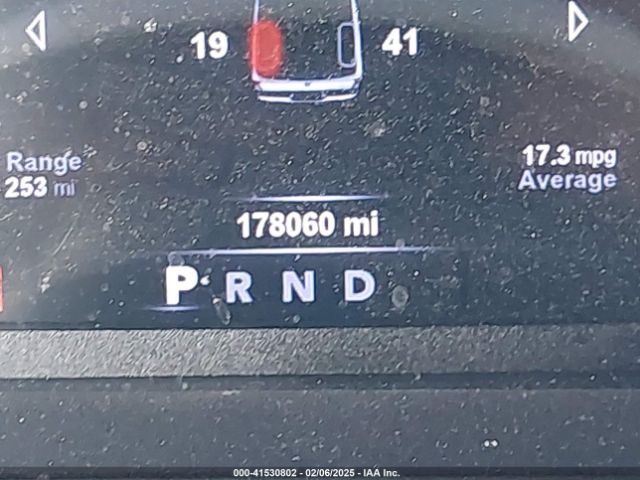 19 41
Range
253 mi
17.3 mpg
Average
178060 mi
P R N D
000-41530802 - 02/06/2025 - IAA Inc.